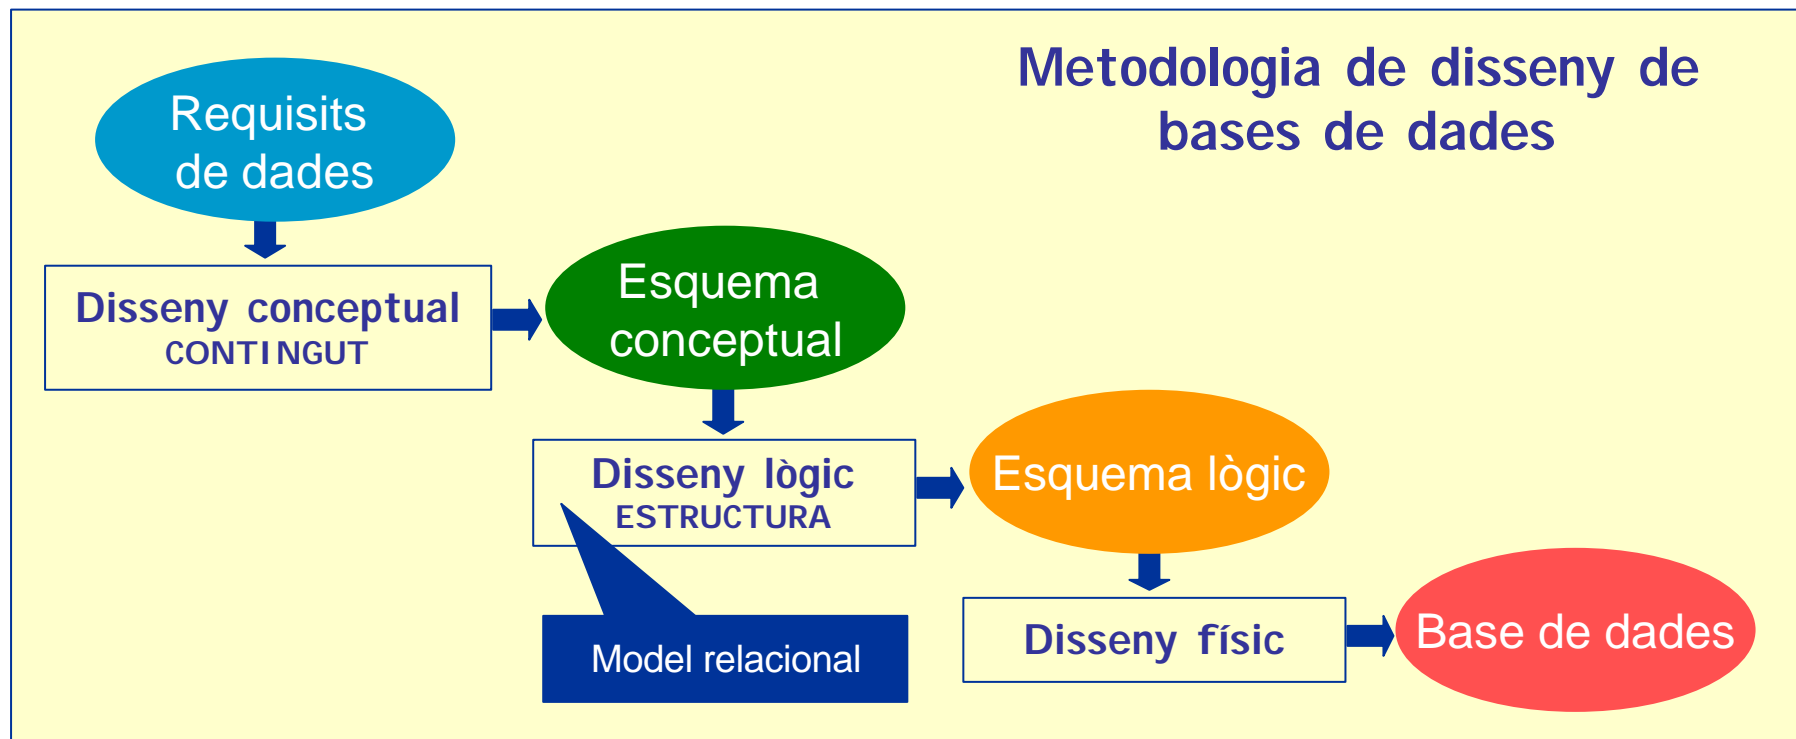 Metodologia de disseny de
bases de dades
Requisits
de dades
Disseny conceptual
CONTINGUT
Esquema
conceptual
Disseny lògic
ESTRUCTURA
Esquema lògic
Model relacional
Disseny físic
Base de dades